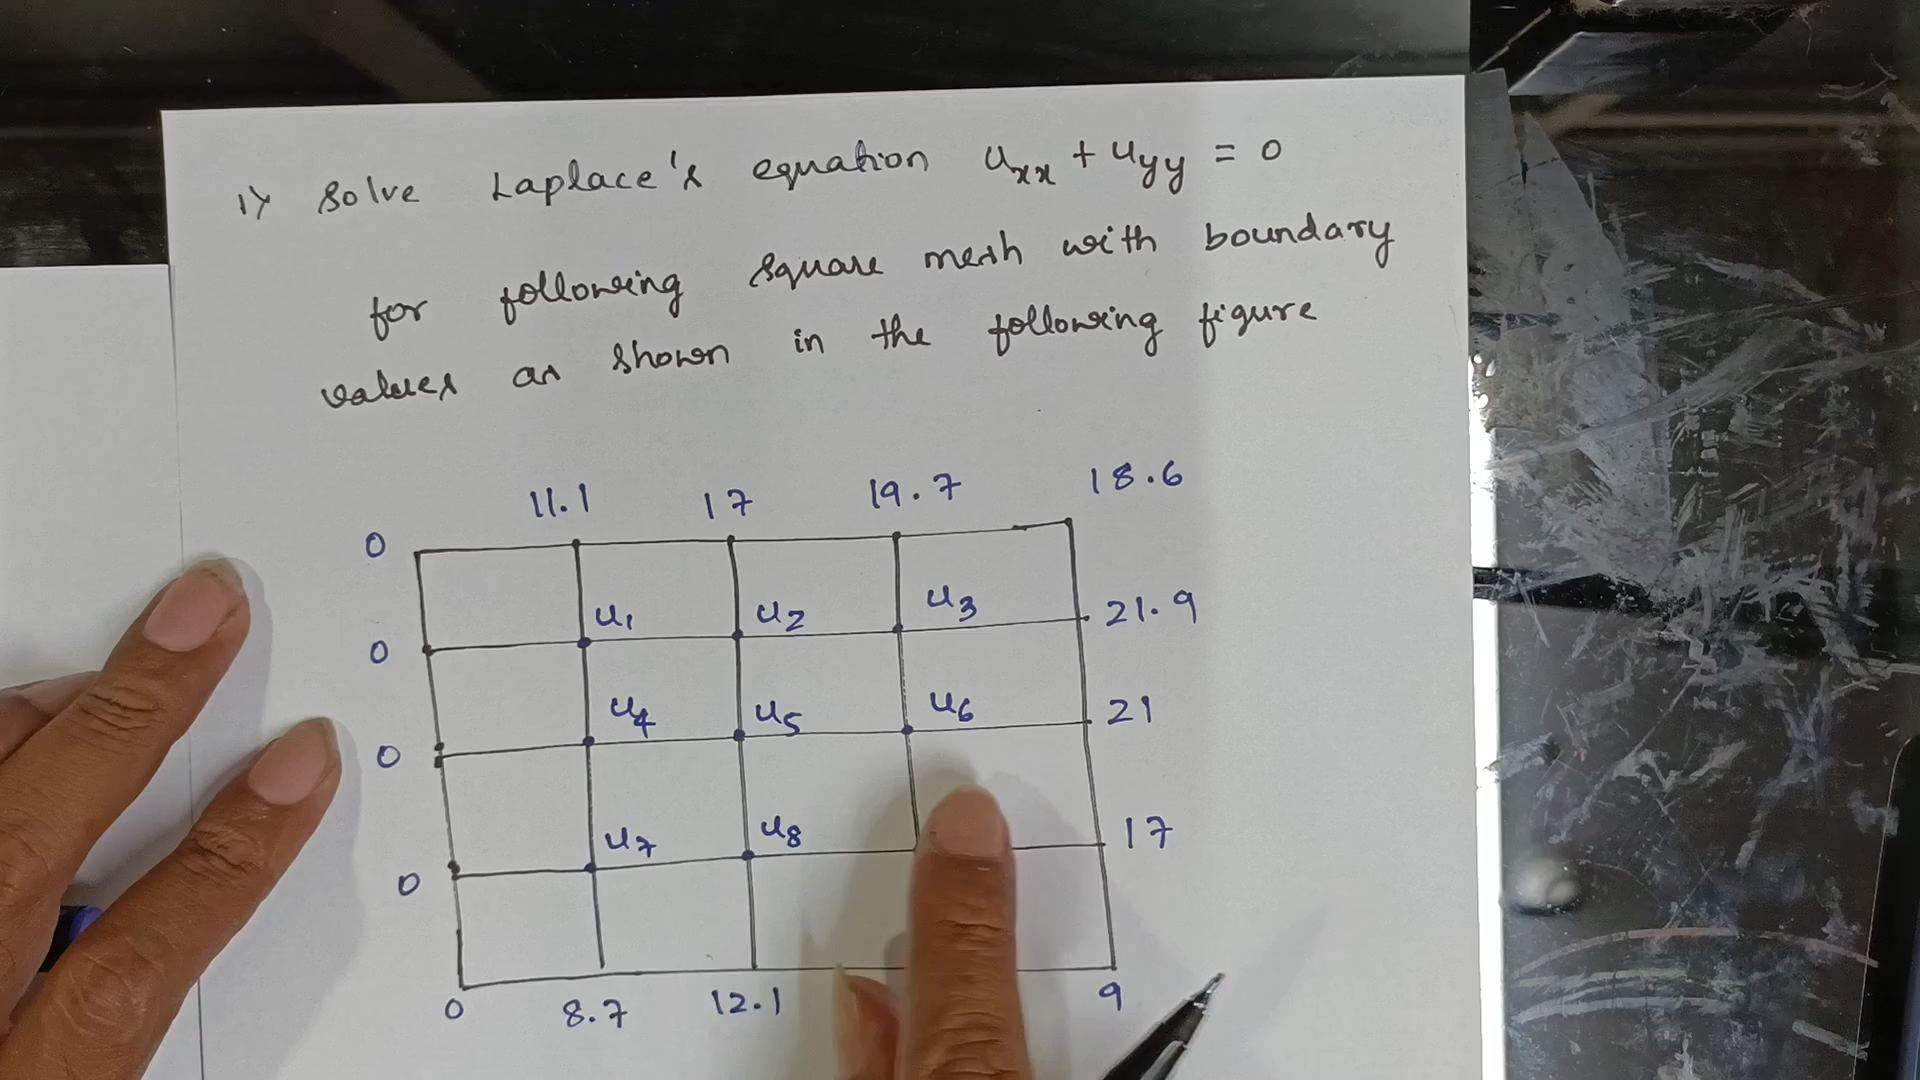 1) Solve Laplace's equation uxx + uyy = 0
for following square mesh with boundary
values as shown in the following figure
11.1 17 19.7 18.6
0
u1 u2 u3 21.9
0
u4 u5 u6 21
0
u7 u8 17
0
0 8.7 12.1 9